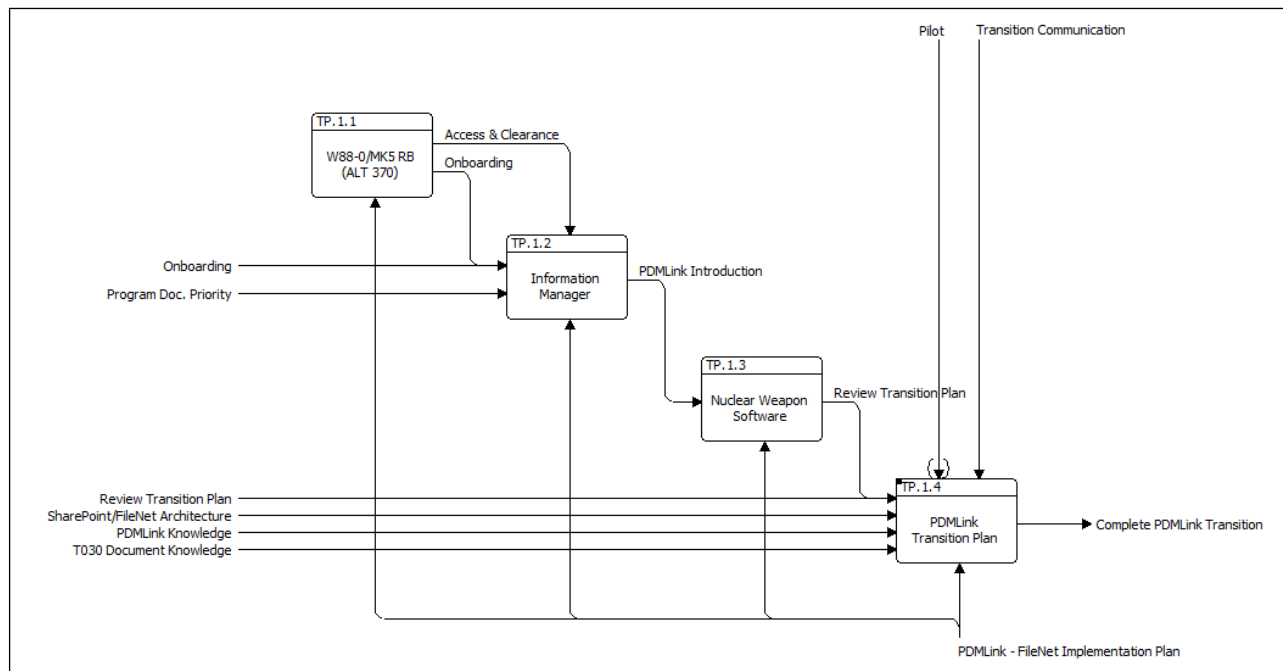 Pilot
Transition Communication
TP.1.1
W88-0/MK5 RB
(ALT 370)
Access & Clearance
Onboarding
TP.1.2
Information
Manager
Onboarding
Program Doc. Priority
PDMLink Introduction
TP.1.3
Nuclear Weapon
Software
Review Transition Plan
TP.1.4
PDMLink
Transition Plan
Review Transition Plan
SharePoint/FileNet Architecture
PDMLink Knowledge
T030 Document Knowledge
Complete PDMLink Transition
PDMLink - FileNet Implementation Plan